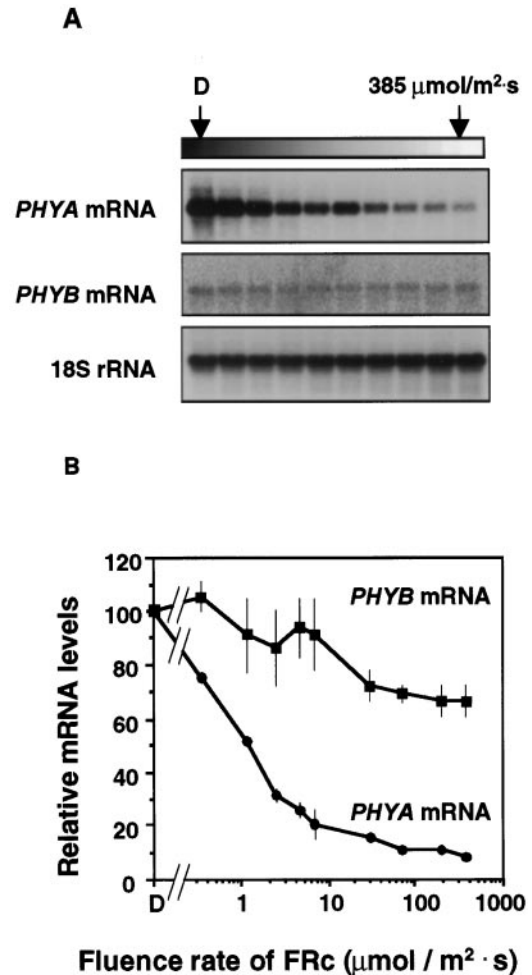 A
D
385 μmol/m²·s
PHYA mRNA
PHYB mRNA
18S rRNA
B
120
100
80
60
40
20
0
Relative mRNA levels
PHYB mRNA
PHYA mRNA
D
1
10
100
1000
Fluence rate of FRc (μmol / m² · s)